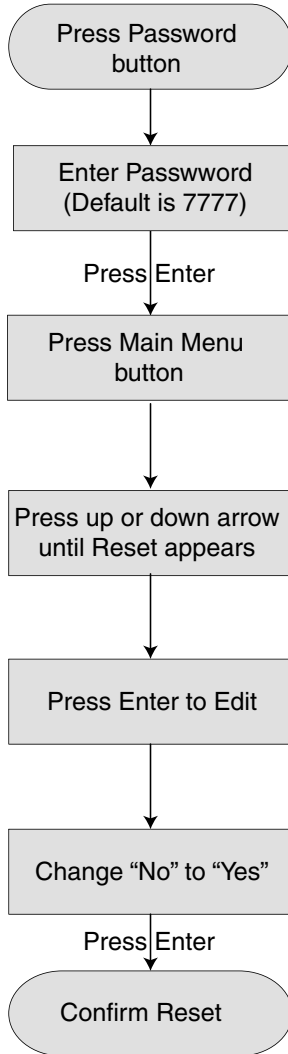 Press Password
button
Enter Passwword
(Default is 7777)
Press Enter
Press Main Menu
button
Press up or down arrow
until Reset appears
Press Enter to Edit
Change “No” to “Yes”
Press Enter
Confirm Reset